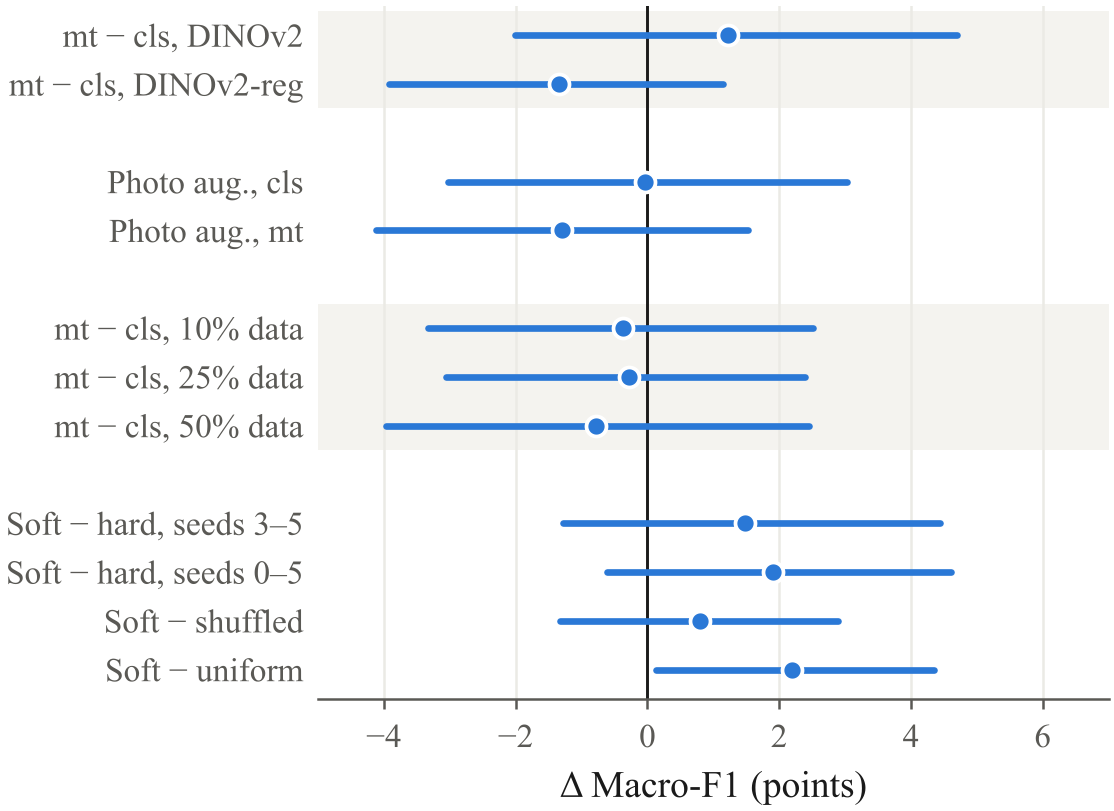 mt − cls, DINOv2
mt − cls, DINOv2-reg
Photo aug., cls
Photo aug., mt
mt − cls, 10% data
mt − cls, 25% data
mt − cls, 50% data
Soft − hard, seeds 3–5
Soft − hard, seeds 0–5
Soft − shuffled
Soft − uniform
−4 −2 0 2 4 6
Δ Macro-F1 (points)